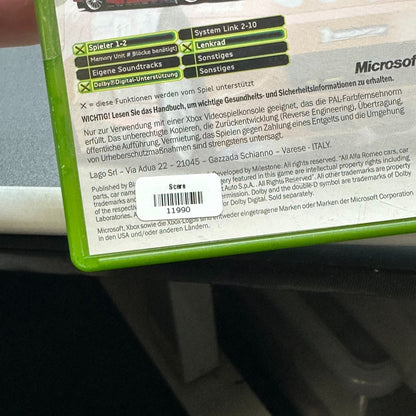 Spieler 1-2
Memory Unit # Blöcke benötigt)
Eigene Soundtracks
Dolby® Digital-Unterstützung
System Link 2-10
Lenkrad
Sonstiges
Sonstiges
X = diese Funktionen werden vom Spiel unterstützt
Microsof
WICHTIG! Lesen Sie das Handbuch, um wichtige Gesundheits- und Sicherheitsinformationen zu erhalten.
Nur zur Verwendung mit einer Xbox Videospielkonsole geeignet, das die PAL-Farbfernsehnorm
erfüllt. Das unberechtigte Kopieren, die Zurückentwicklung (Reverse Engineering), Übertragung,
öffentliche Aufführung, Vermietung, das Spielen gegen Zahlung eines Entgelts und die Umgehung
von Urheberschutzmaßnahmen sind strengstens untersagt.
Lago Srl - Via Adua 22 - 21045 - Gazzada Schianno - Varese - ITALY.
Published by Bl Developed by Milestone. All rights reserved. "All Alfa Romeo cars, car
parts, car name ery featured in this game are intellectual property rights including
trademarks and Auto S.p.A.. All Rights Reserved". All other trademarks are property
of the respectiv ermission. Dolby and the double-D symbol are trademarks of Dolby
Laboratories. or Dolby Digital. Sold separately.
Microsoft, Xbox sowie die Xbox-Logos entweder eingetragene Marken oder Marken der Microsoft Corporation
in den USA und/oder anderen Ländern.
11990